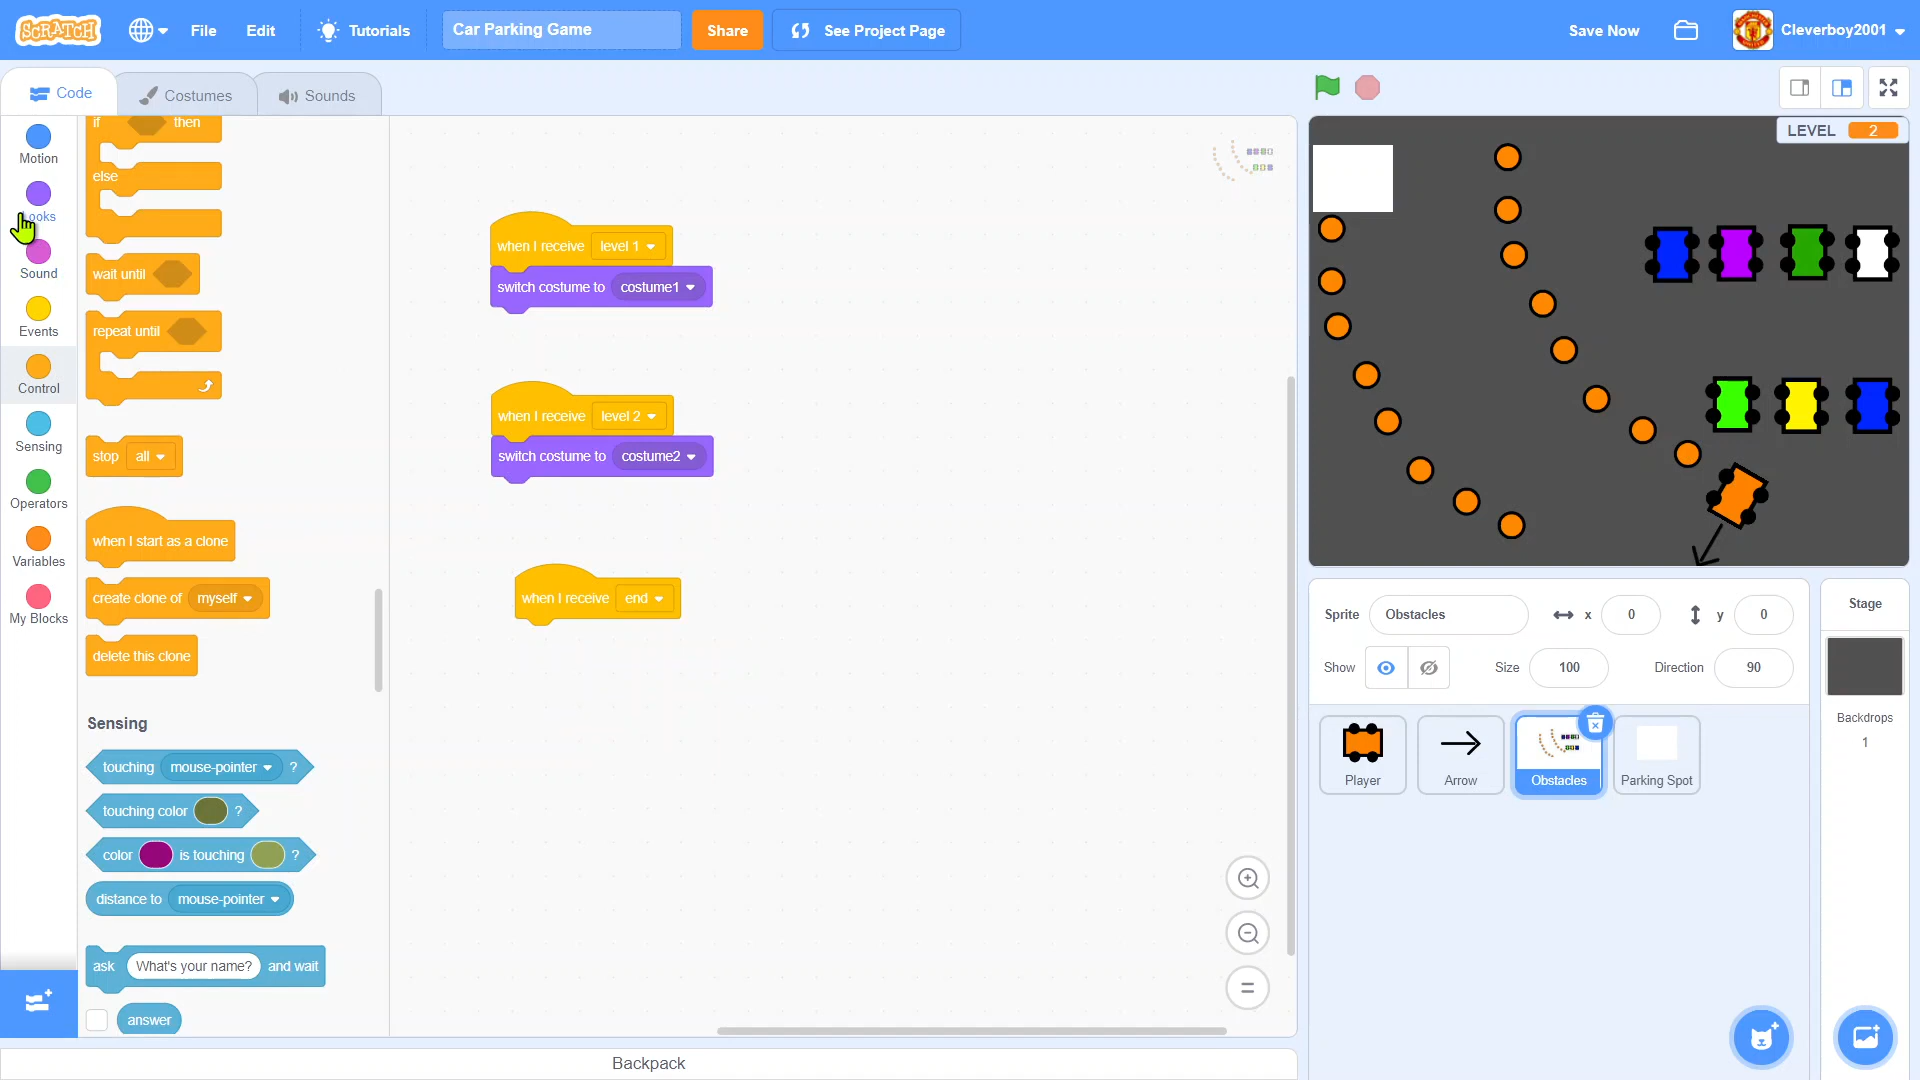 SCRATCH
File
Edit
Tutorials
Car Parking Game
Share
See Project Page
Save Now
Cleverboy2001
Code
Costumes
Sounds
Motion
Looks
Sound
Events
Control
Sensing
Operators
Variables
My Blocks
if then
else
wait until
repeat until
stop all
when I start as a clone
create clone of myself
delete this clone
Sensing
touching mouse-pointer ?
touching color ?
color is touching ?
distance to mouse-pointer
ask What's your name? and wait
answer
when I receive level 1
switch costume to costume1
when I receive level 2
switch costume to costume2
when I receive end
LEVEL 2
Sprite Obstacles x 0 y 0
Show Size 100 Direction 90
Player
Arrow
Obstacles
Parking Spot
Stage
Backdrops
1
Backpack